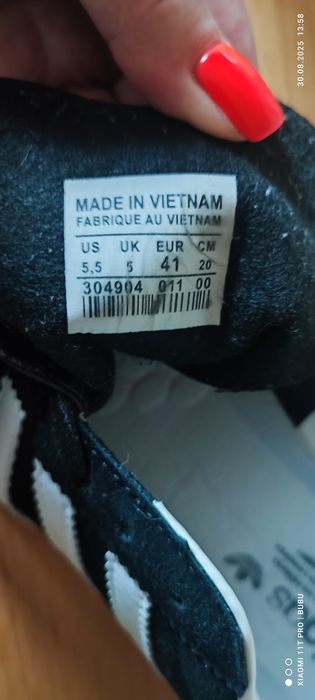 MADE IN VIETNAM
FABRIQUE AU VIETNAM
US UK EUR CM
5,5 5 41 20
304904 011 00
30.08.2025 13:58
XIAOMI 11T PRO | BUBU